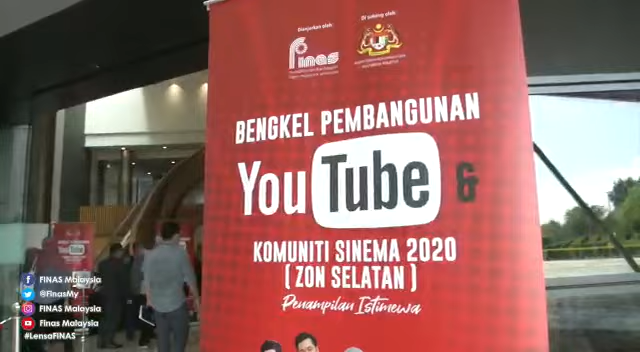 Dianjurkan oleh:
Di sokong oleh:
Finas
BENGKEL PEMBANGUNAN
YouTube &
KOMUNITI SINEMA 2020
(ZON SELATAN)
Penampilan Istimewa
YouTube
FINAS Malaysia
@FinasMy
FINAS Malaysia
Finas Malaysia
#LensaFINAS